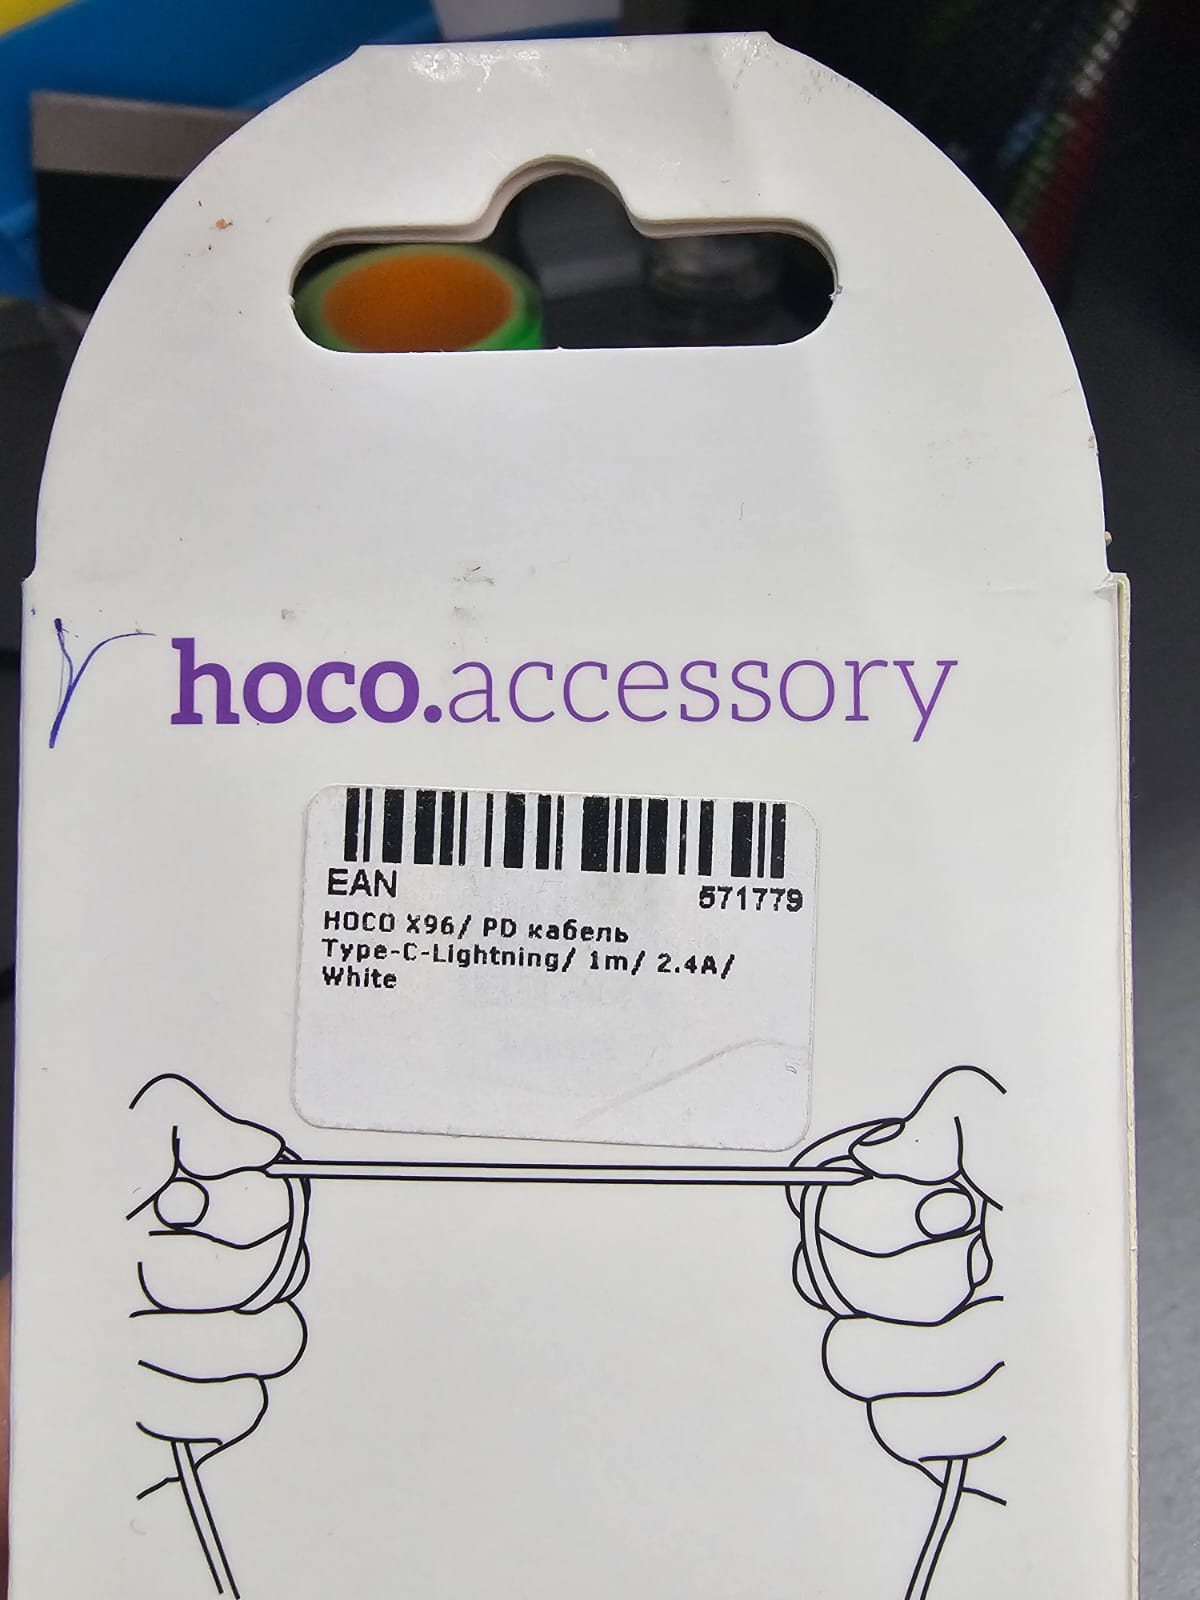 hoco.accessory
EAN 571779
HOCO X96/ PD кабель
Type-C-Lightning/ 1m/ 2.4A/
White